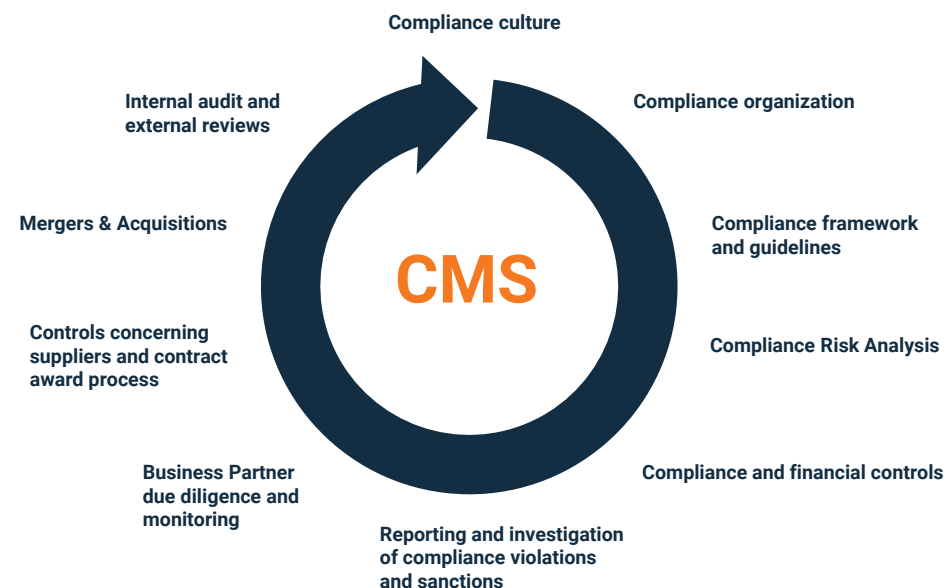 Compliance culture
Compliance organization
Compliance framework
and guidelines
Compliance Risk Analysis
Compliance and financial controls
Reporting and investigation
of compliance violations
and sanctions
Business Partner
due diligence and
monitoring
Controls concerning
suppliers and contract
award process
Mergers & Acquisitions
Internal audit and
external reviews
CMS